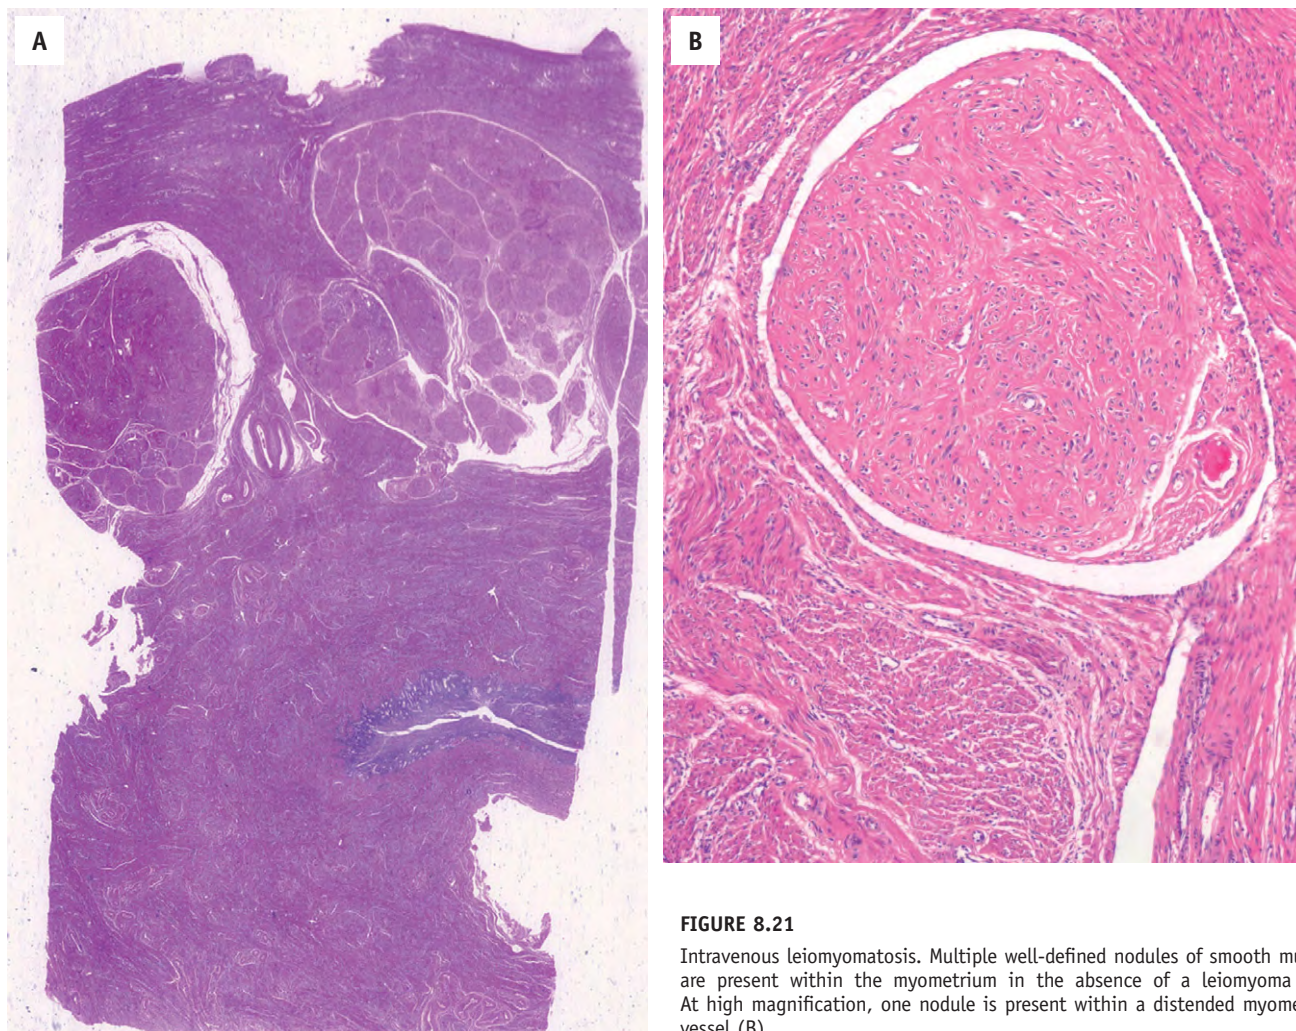 A
B
FIGURE 8.21
Intravenous leiomyomatosis. Multiple well-defined nodules of smooth
are present within the myometrium in the absence of a leiomyoma
At high magnification, one nodule is present within a distended
vessel (B)